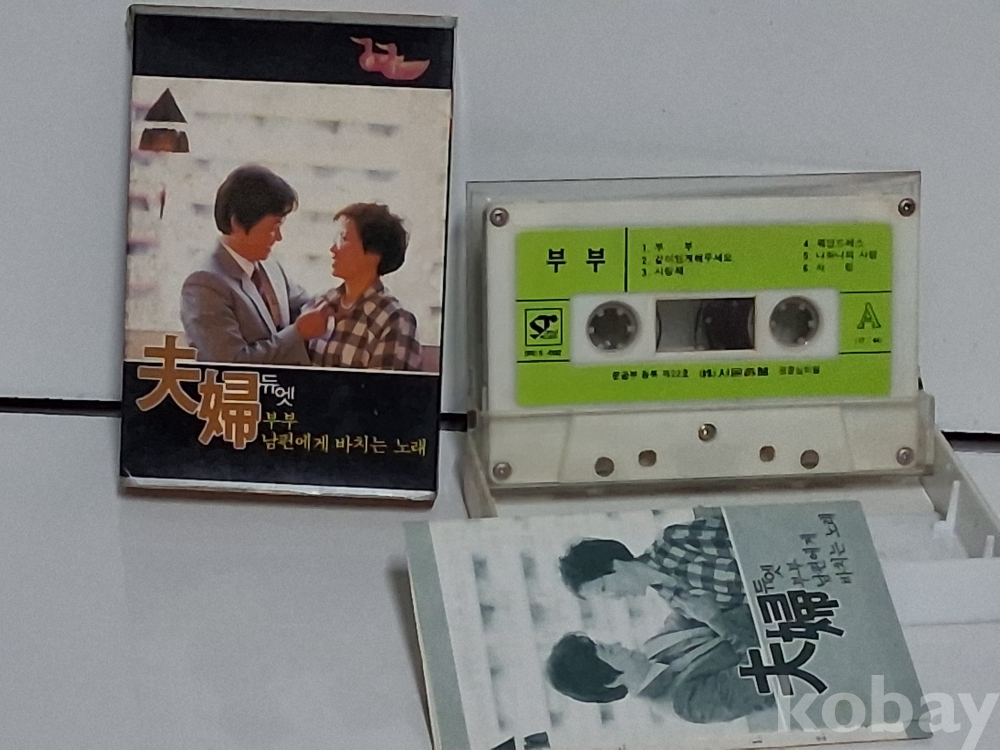 夫婦
듀엣
부부
남편에게 바치는 노래
부 부
1. 부 부
2. 같이있게해주세요
3. 사랑해
4. 웨딩드레스
5. 나하나의 사랑
6.
A
夫婦
듀엣
부부
남편에게
바치는 노래
kobay